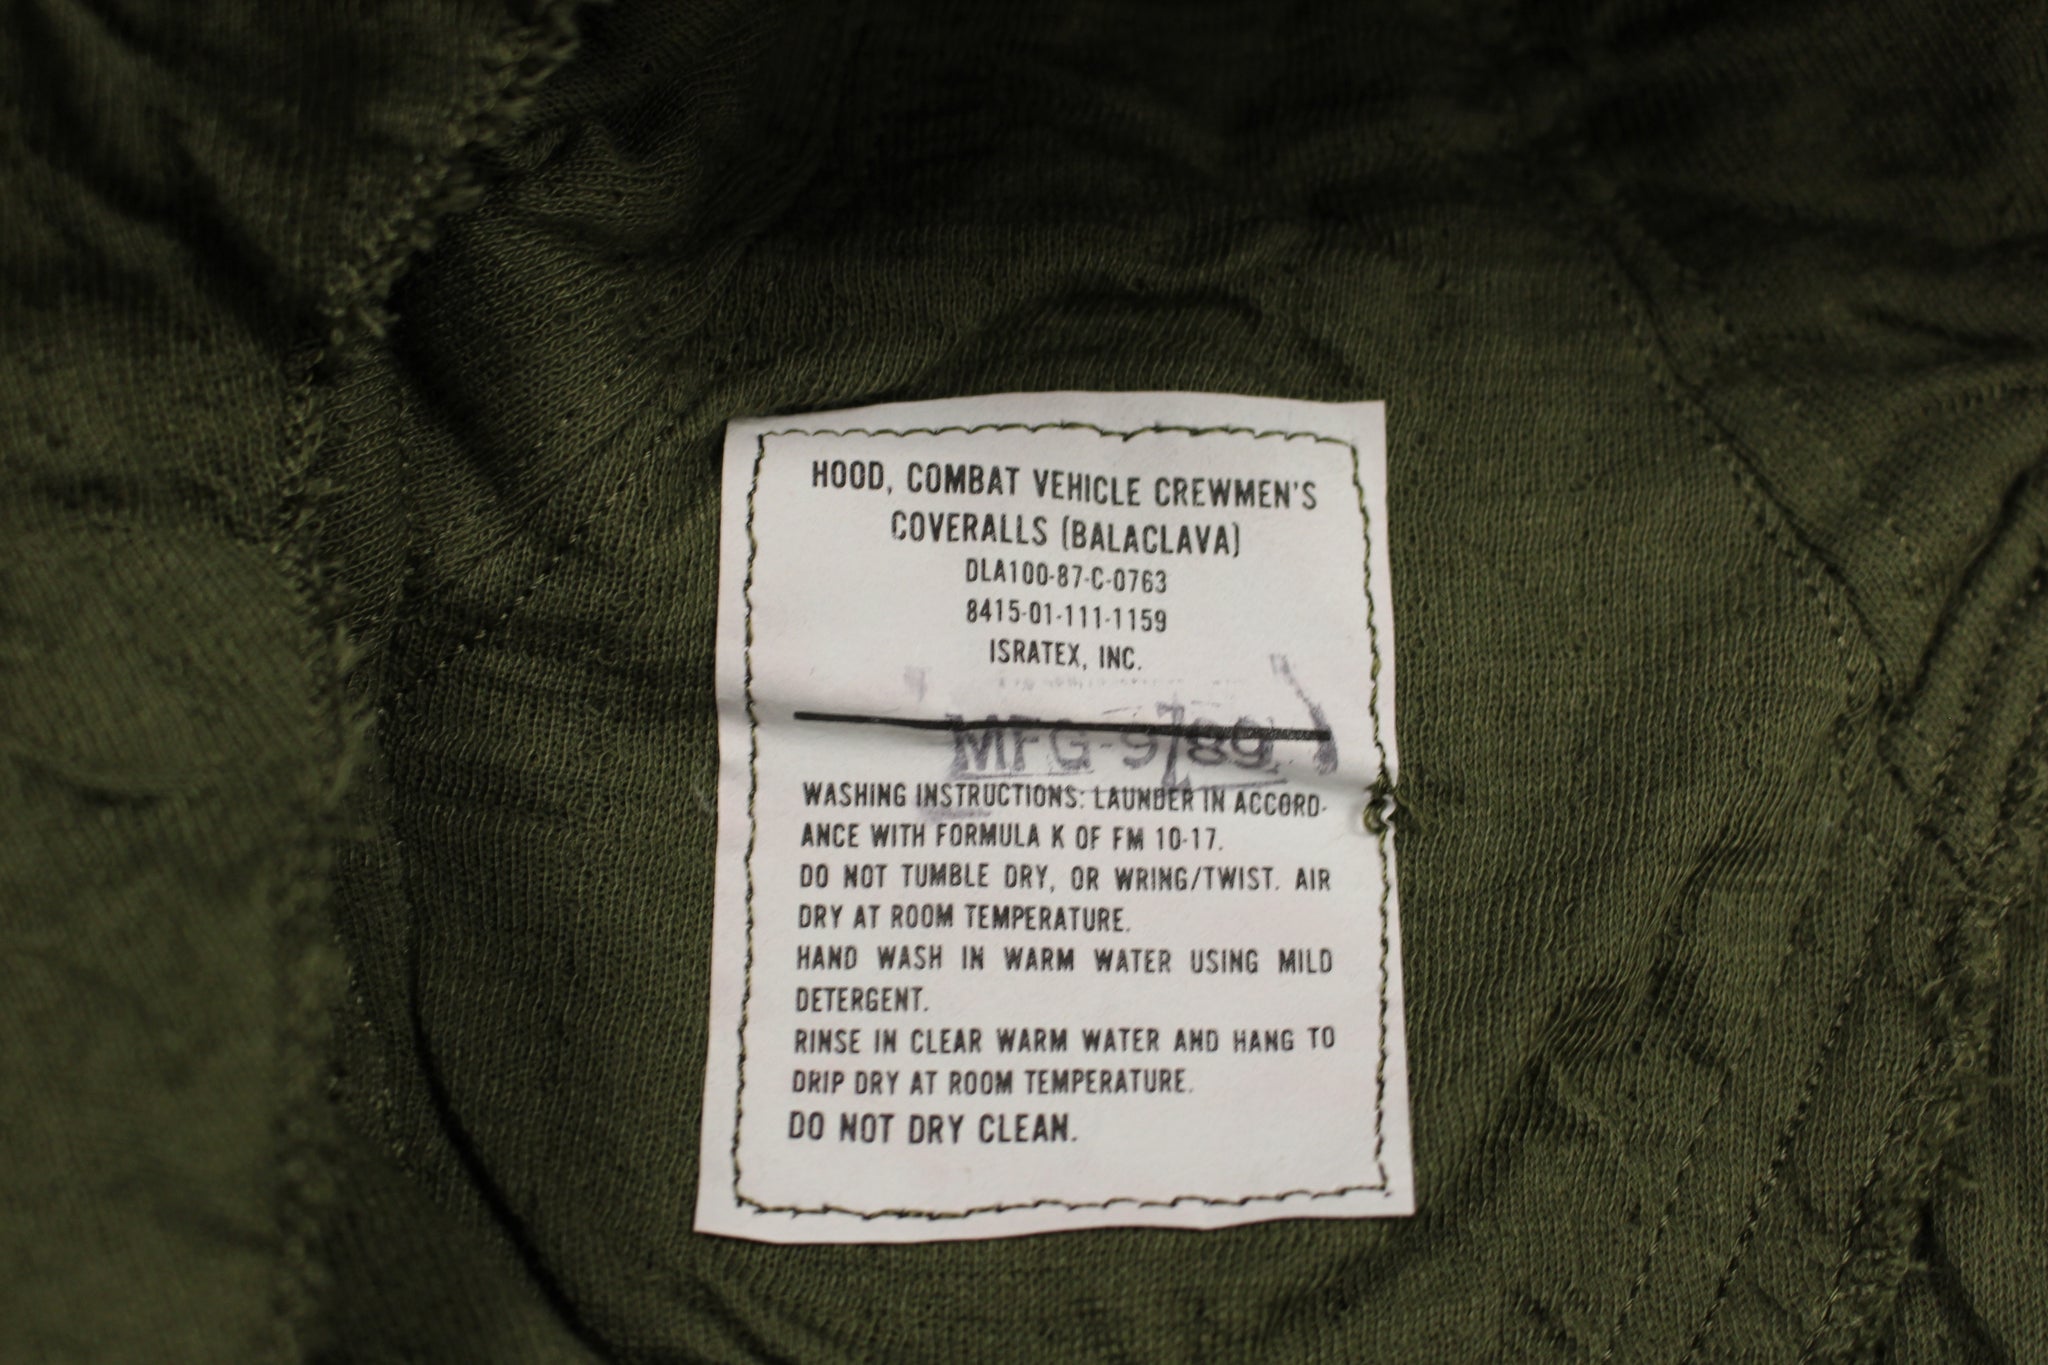 HOOD, COMBAT VEHICLE CREWMEN'S
COVERALLS (BALACLAVA)
DLA100-87-C-0763
8415-01-111-1159
ISRATEX, INC.
MFG-9/89
WASHING INSTRUCTIONS: LAUNDER IN ACCORD-
ANCE WITH FORMULA K OF FM 10-17.
DO NOT TUMBLE DRY, OR WRING/TWIST. AIR
DRY AT ROOM TEMPERATURE.
HAND WASH IN WARM WATER USING MILD
DETERGENT.
RINSE IN CLEAR WARM WATER AND HANG TO
DRIP DRY AT ROOM TEMPERATURE.
DO NOT DRY CLEAN.